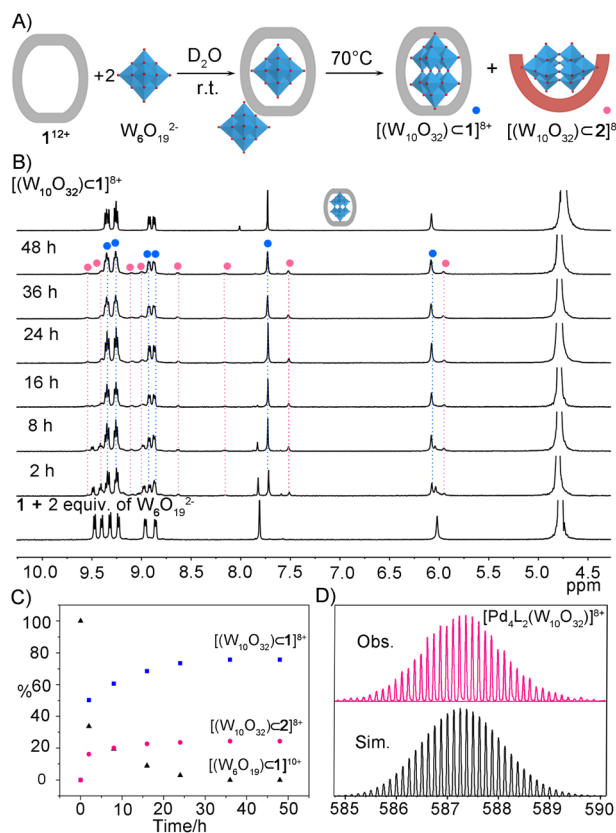 A)
1¹²⁺
+2
W₆O₁₉²⁻
D₂O
r.t.
70°C
[(W₁₀O₃₂)⊂1]⁸⁺
+
[(W₁₀O₃₂)⊂2]⁸
B)
[(W₁₀O₃₂)⊂1]⁸⁺
48 h
36 h
24 h
16 h
8 h
2 h
1 + 2 equiv. of W₆O₁₉²⁻
10.0 9.5 9.0 8.5 8.0 7.5 7.0 6.5 6.0 5.5 5.0 4.5
ppm
C)
100
80
%60
40
20
0
[(W₁₀O₃₂)⊂1]⁸⁺
[(W₁₀O₃₂)⊂2]⁸⁺
[(W₆O₁₉)⊂1]¹⁰⁺
0 10 20 30 40 50
Time/h
D)
[Pd₄L₂(W₁₀O₃₂)]⁸⁺
Obs.
Sim.
585 586 587 588 589 590